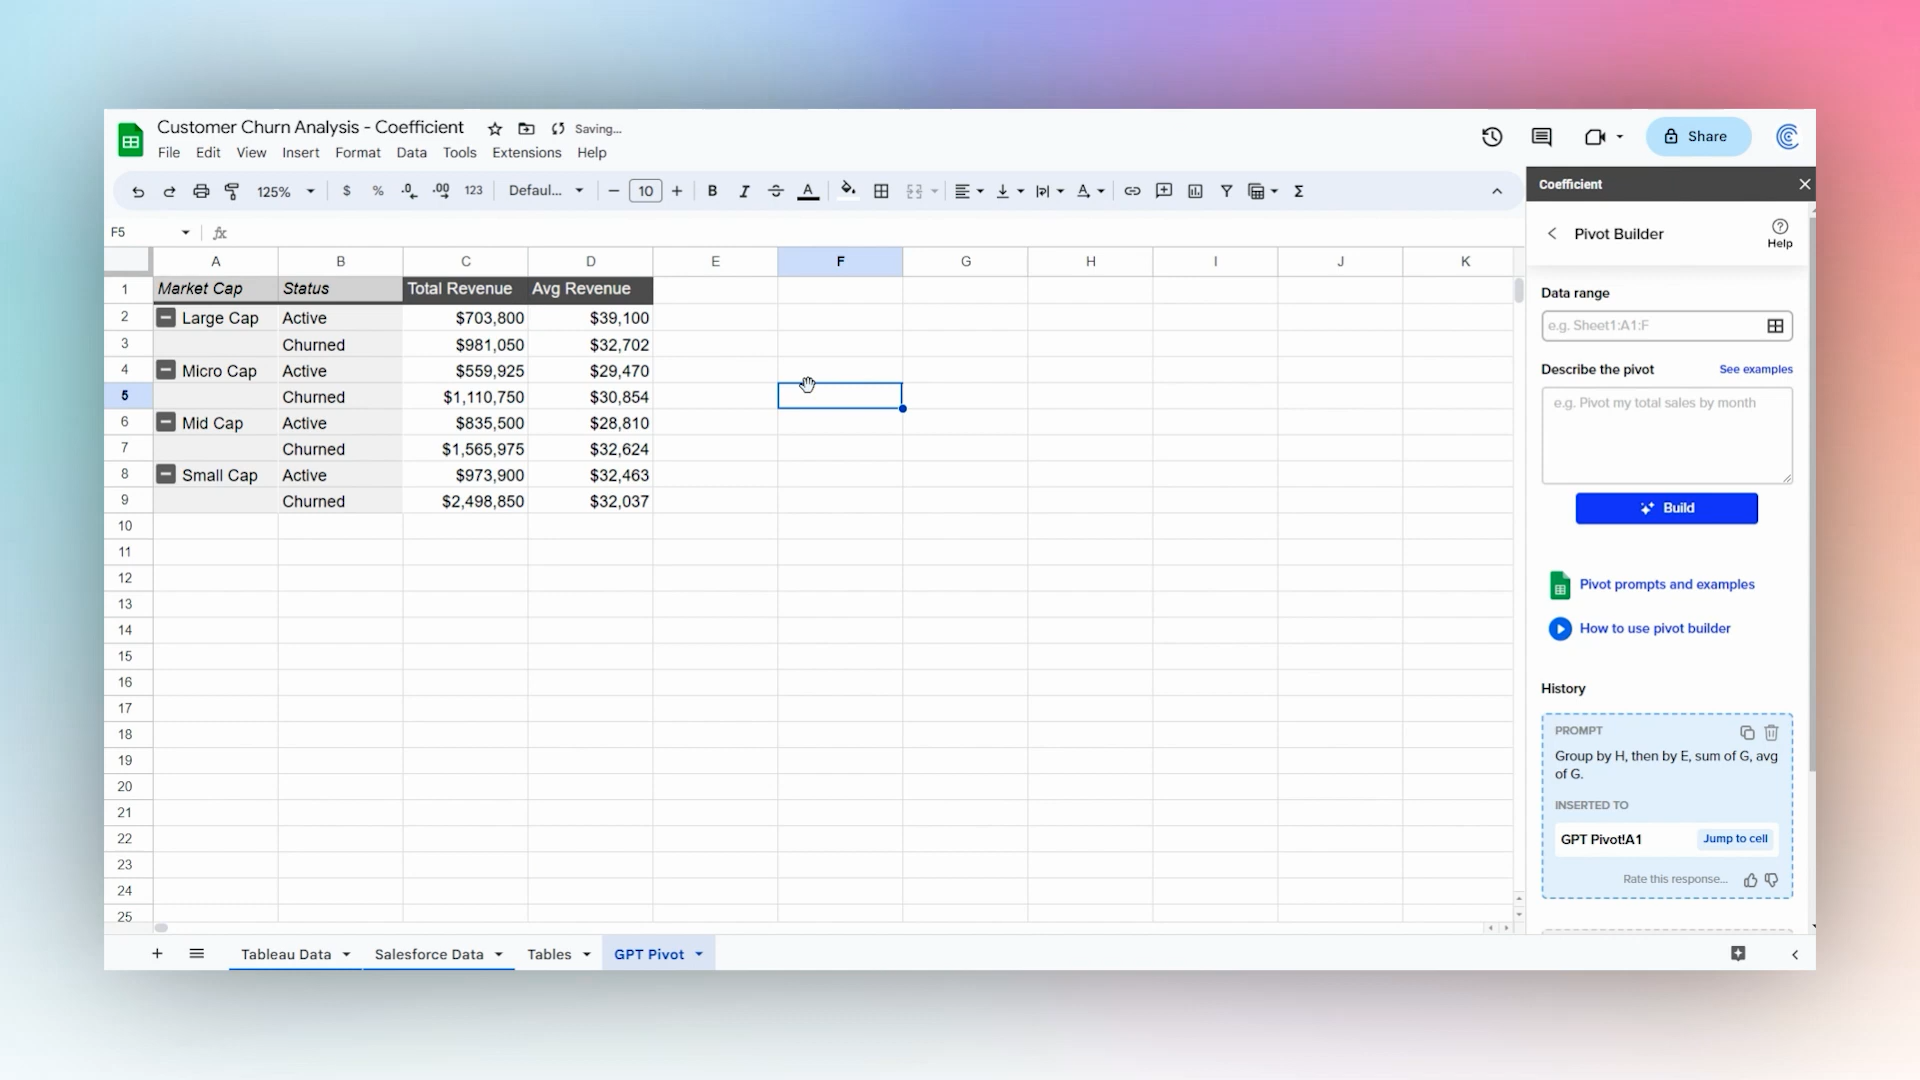 Customer Churn Analysis - Coefficient Saving...
File Edit View Insert Format Data Tools Extensions Help
Share
125% $ % .0 .00 123 Defaul... − 10 + B I A Σ
F5 fx
A B C D E F G H I J K
1 Market Cap Status Total Revenue Avg Revenue
2 Large Cap Active $703,800 $39,100
3 Churned $981,050 $32,702
4 Micro Cap Active $559,925 $29,470
5 Churned $1,110,750 $30,854
6 Mid Cap Active $835,500 $28,810
7 Churned $1,565,975 $32,624
8 Small Cap Active $973,900 $32,463
9 Churned $2,498,850 $32,037
10
11
12
13
14
15
16
17
18
19
20
21
22
23
24
25
Tableau Data Salesforce Data Tables GPT Pivot
Coefficient
Pivot Builder
Help
Data range
e.g. Sheet1:A1:F
Describe the pivot See examples
e.g. Pivot my total sales by month
Build
Pivot prompts and examples
How to use pivot builder
History
PROMPT
Group by H, then by E, sum of G, avg
of G.
INSERTED TO
GPT Pivot!A1 Jump to cell
Rate this response...